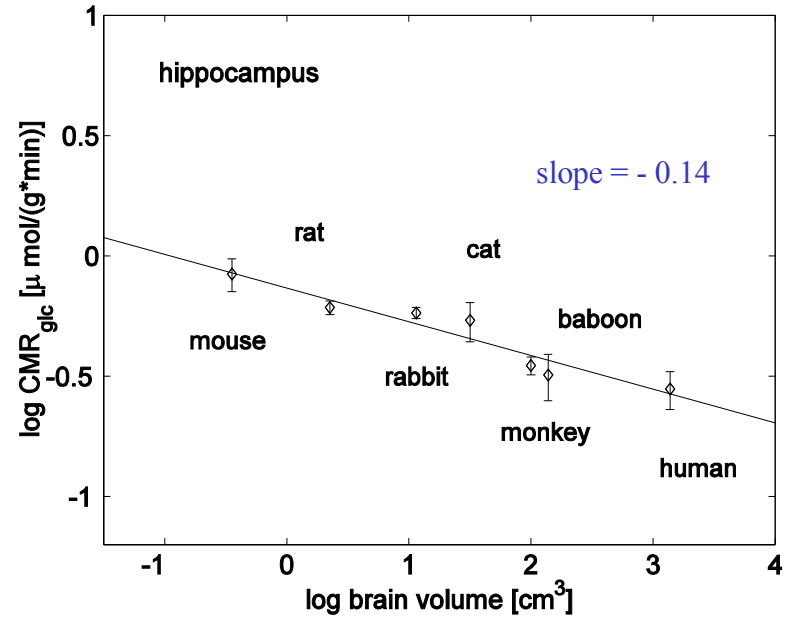 hippocampus
slope = - 0.14
rat
cat
mouse
baboon
rabbit
monkey
human
log CMRglc [μ mol/(g*min)]
1
0.5
0
-0.5
-1
-1
0
1
2
3
4
log brain volume [cm³]